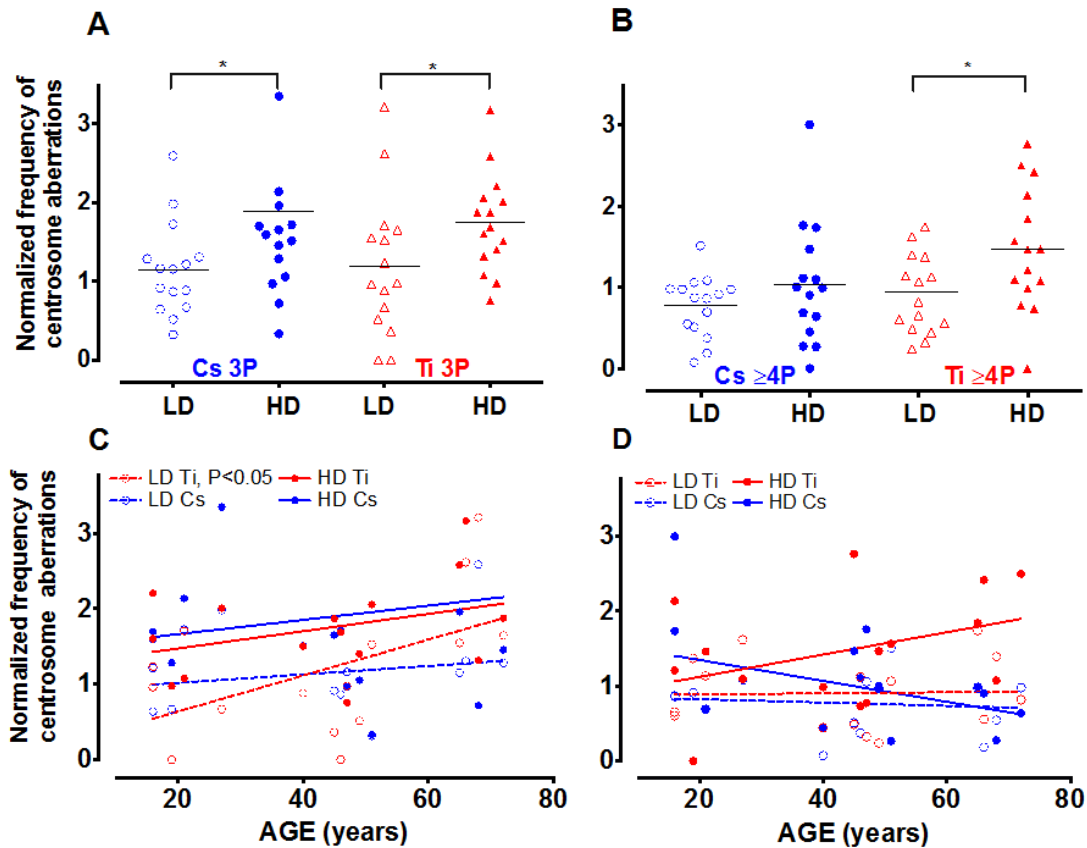 A
B
Normalized frequency of
centrosome aberrations
3
2
1
0
*
*
Cs 3P
Ti 3P
LD
HD
LD
HD
3
2
1
0
*
Cs ≥4P
Ti ≥4P
LD
HD
LD
HD
C
D
Normalized frequency of
centrosome aberrations
3
2
1
0
LD Ti, P<0.05
HD Ti
LD Cs
HD Cs
20
40
60
80
AGE (years)
3
2
1
0
LD Ti
HD Ti
LD Cs
HD Cs
20
40
60
80
AGE (years)